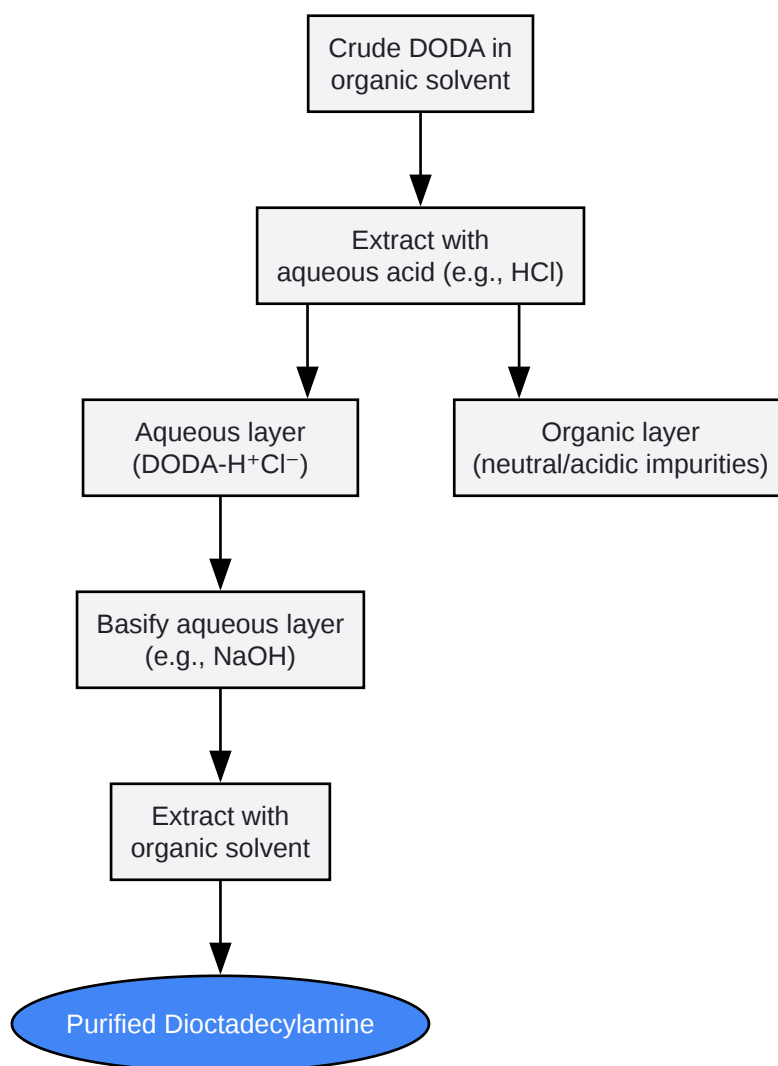 Crude DODA in
organic solvent
Extract with
aqueous acid (e.g., HCl)
Aqueous layer
(DODA-H⁺Cl⁻)
Organic layer
(neutral/acidic impurities)
Basify aqueous layer
(e.g., NaOH)
Extract with
organic solvent
Purified Dioctadecylamine